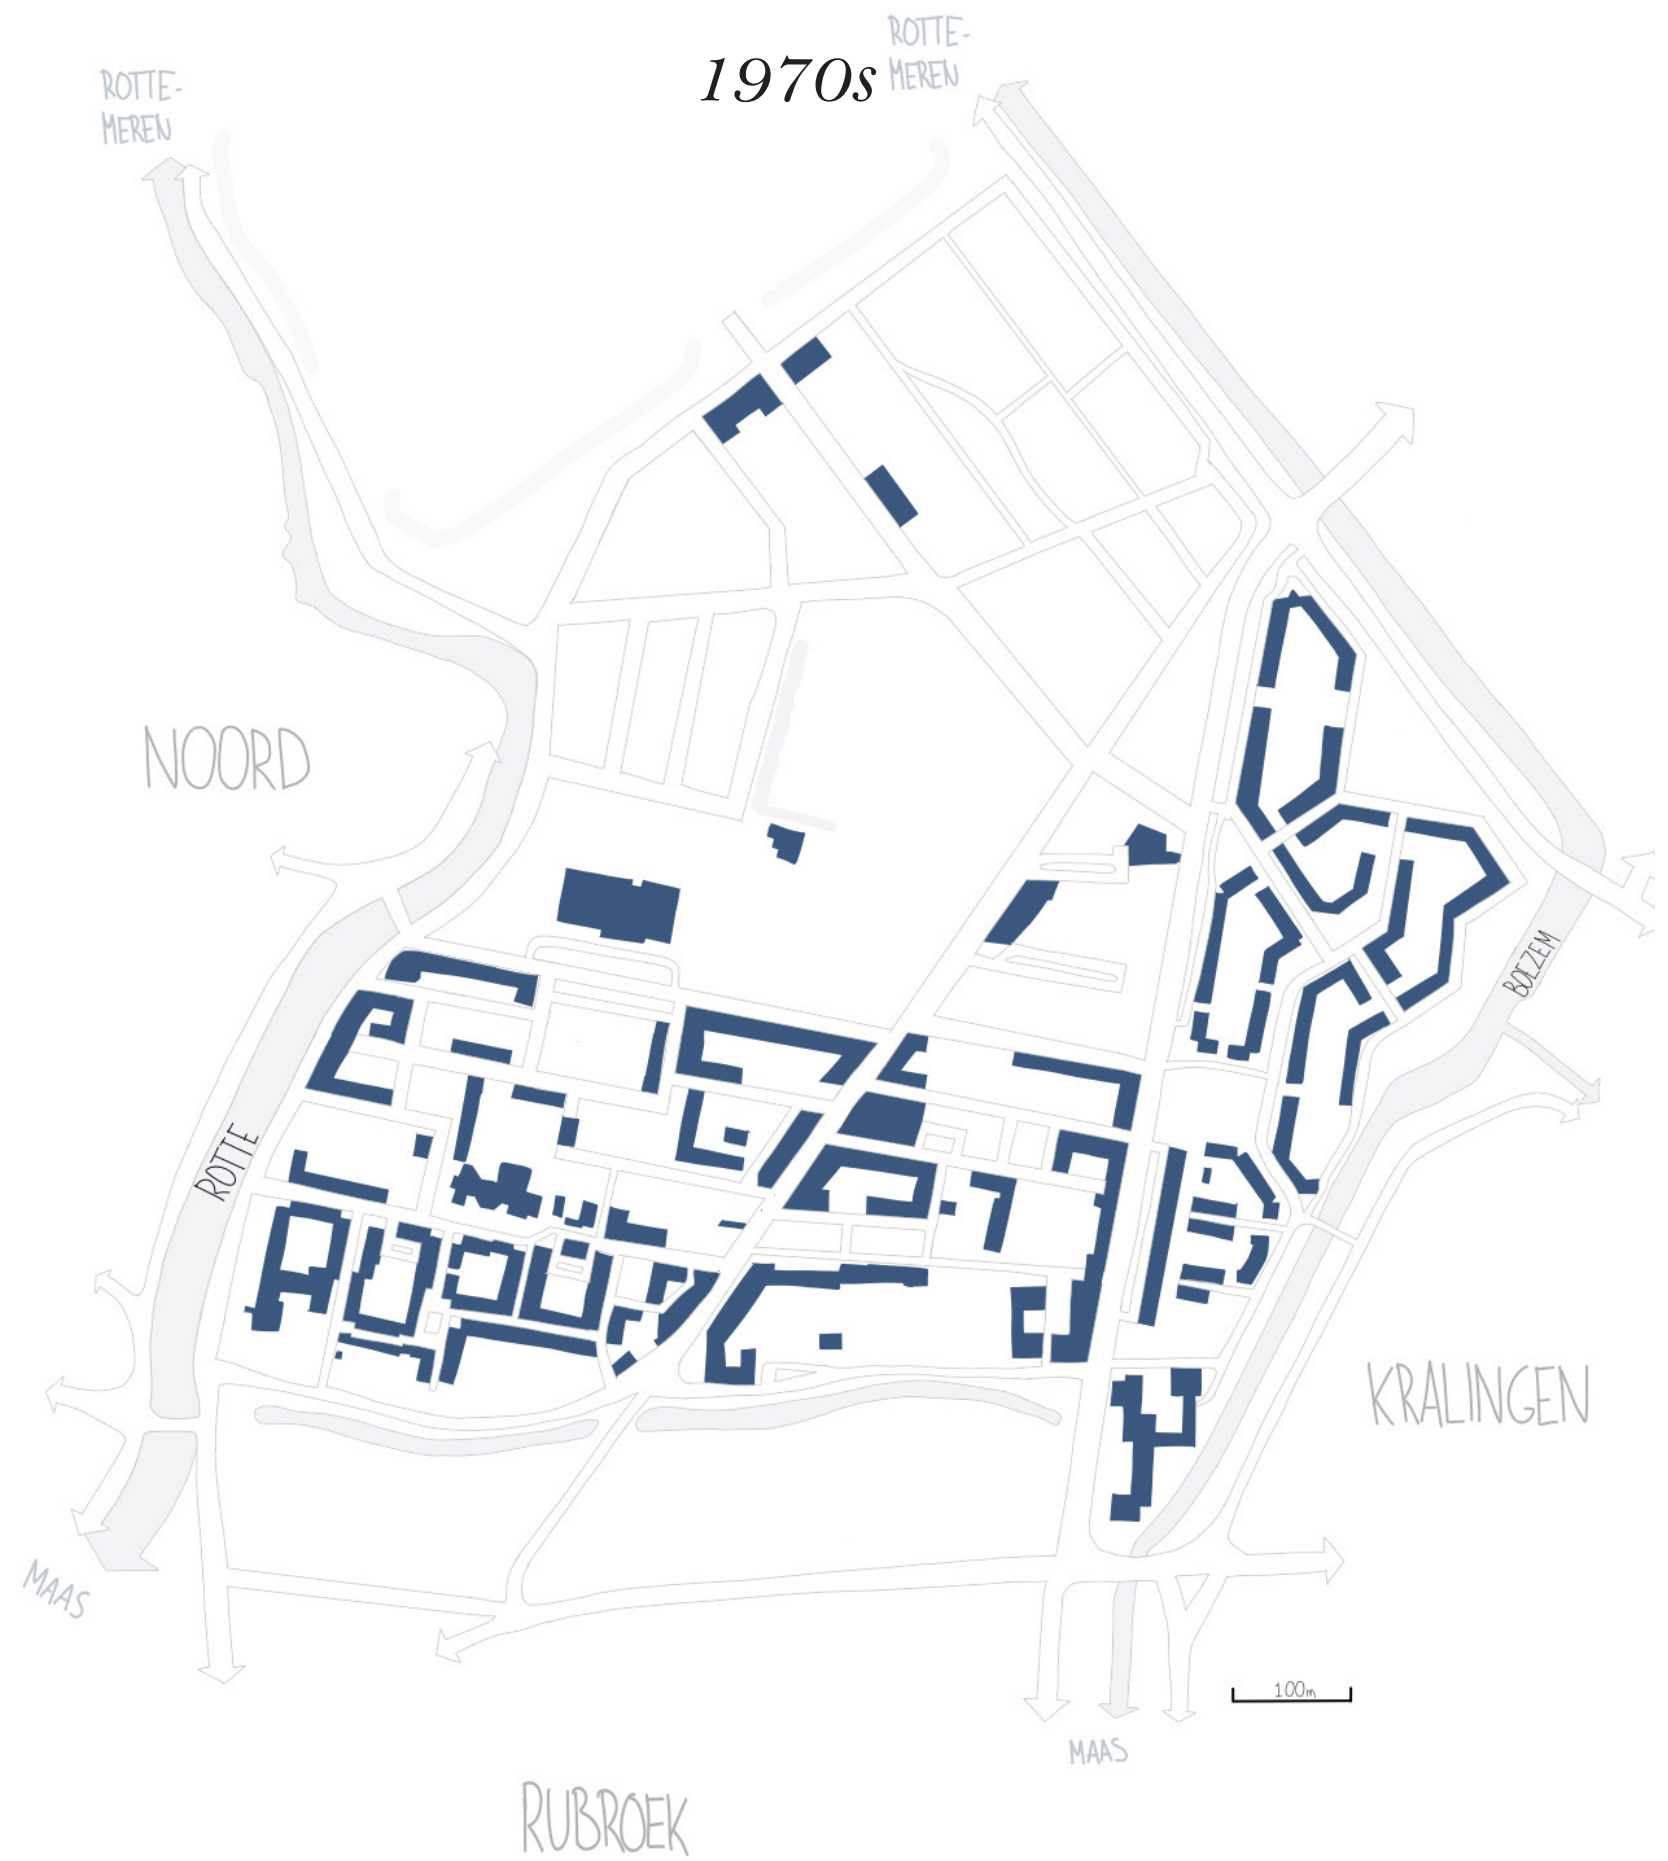 ROTTE-
MEREN
1970s
ROTTE-
MEREN
NOORD
BOEZEM
ROTTE
KRALINGEN
MAAS
100m
MAAS
RUBROEK